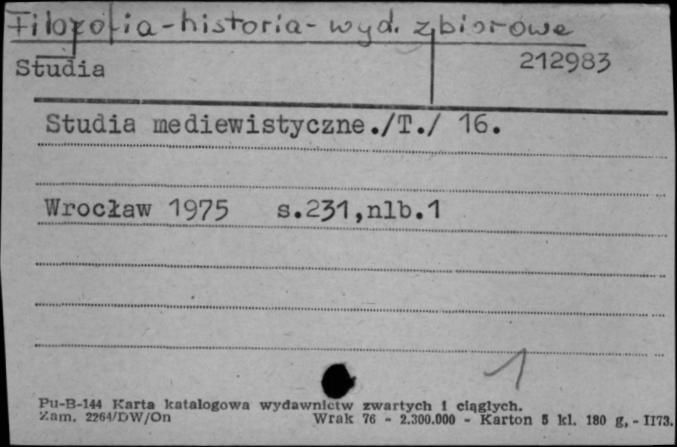 Filozofia - historia - wyd. zbiorowe
Studia 212983
Studia mediewistyczne./T./ 16.
Wrocław 1975 s.231,nlb.1
1
Pu-B-144 Karta katalogowa wydawnictw zwartych i ciągłych.
Zam. 2264/DW/On Wrak 76 - 2.300.000 - Karton 5 kl. 180 g, - II73.